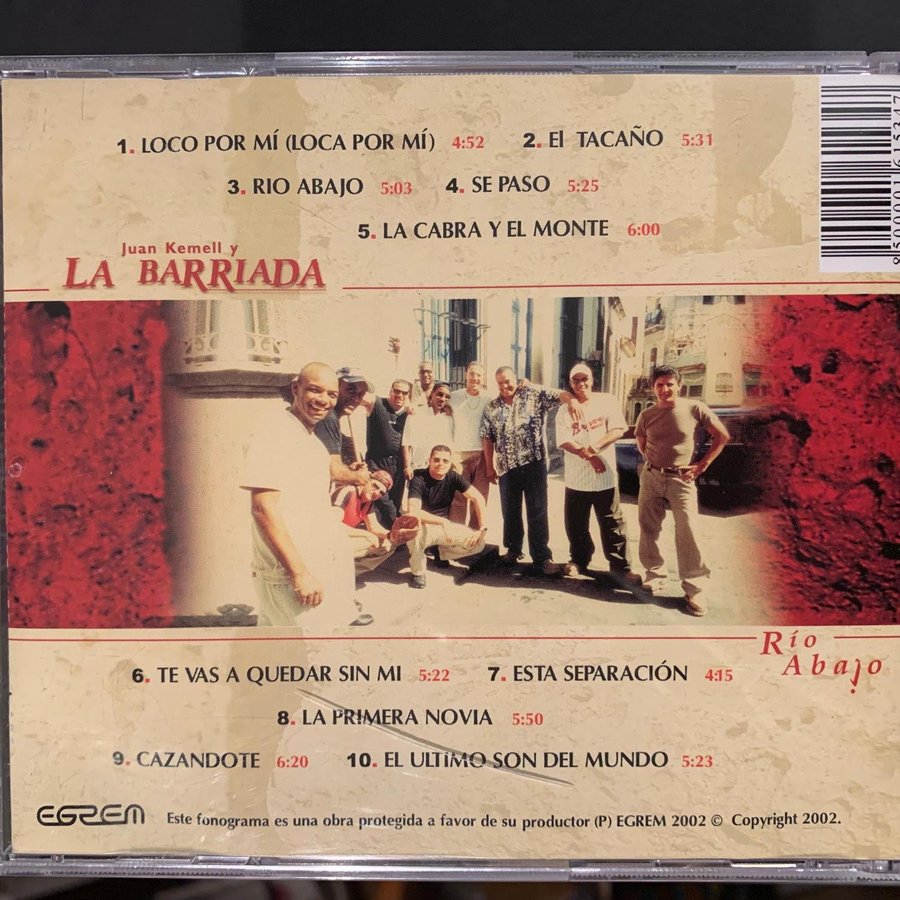 1. LOCO POR MÍ (LOCA POR MÍ) 4:52 2. El TACAÑO 5:31
3. RIO ABAJO 5:03 4. SE PASO 5:25
5. LA CABRA Y EL MONTE 6:00
Juan Kemell y
LA BARRIADA
Río
Abajo
6. TE VAS A QUEDAR SIN MI 5:22 7. ESTA SEPARACIÓN 4:15
8. LA PRIMERA NOVIA 5:50
9. CAZANDOTE 6:20 10. EL ULTIMO SON DEL MUNDO 5:23
EGREM Este fonograma es una obra protegida a favor de su productor (P) EGREM 2002 © Copyright 2002.